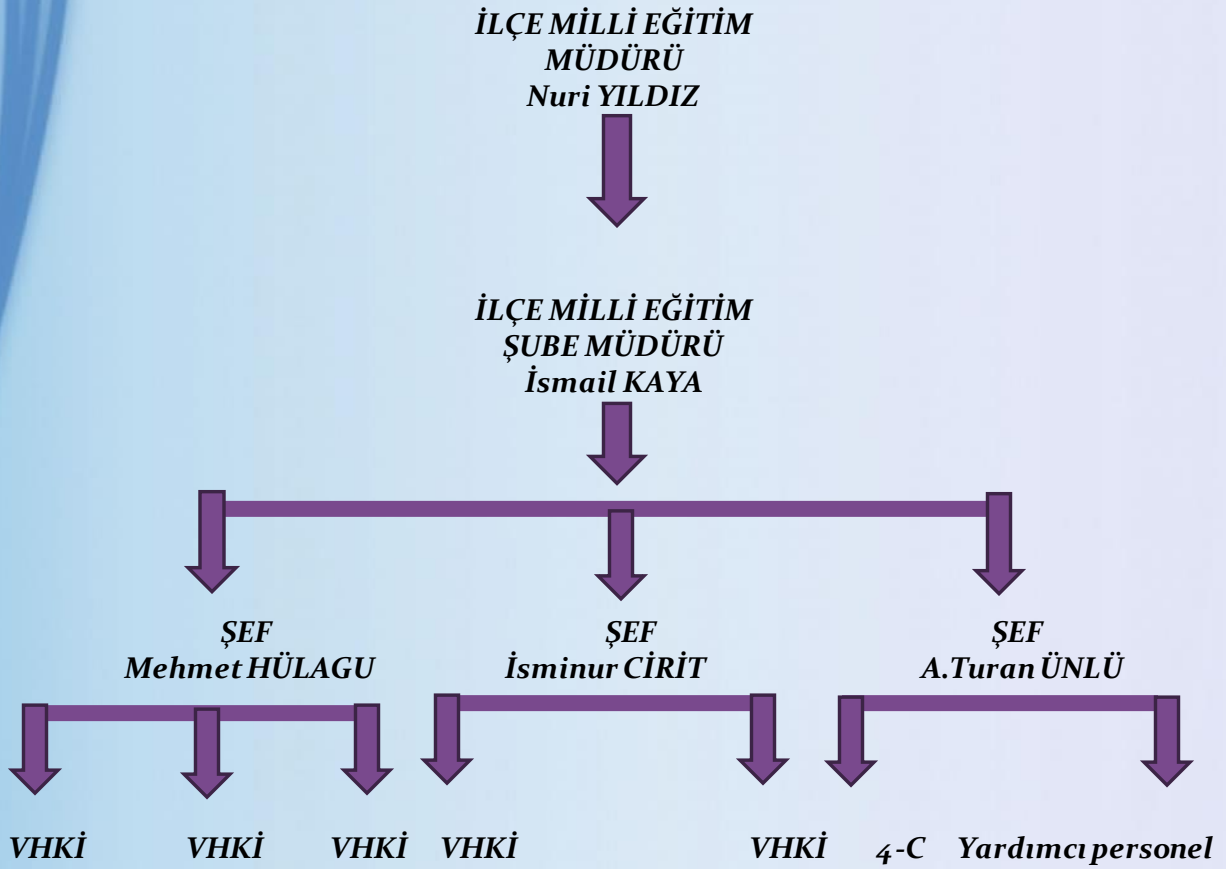 İLÇE MİLLİ EĞİTİM
MÜDÜRÜ
Nuri YILDIZ
İLÇE MİLLİ EĞİTİM
ŞUBE MÜDÜRÜ
İsmail KAYA
ŞEF
Mehmet HÜLAGU
ŞEF
İsminur CİRİT
ŞEF
A.Turan ÜNLÜ
VHKİ
VHKİ
VHKİ
VHKİ
VHKİ
4-C
Yardımcı personel